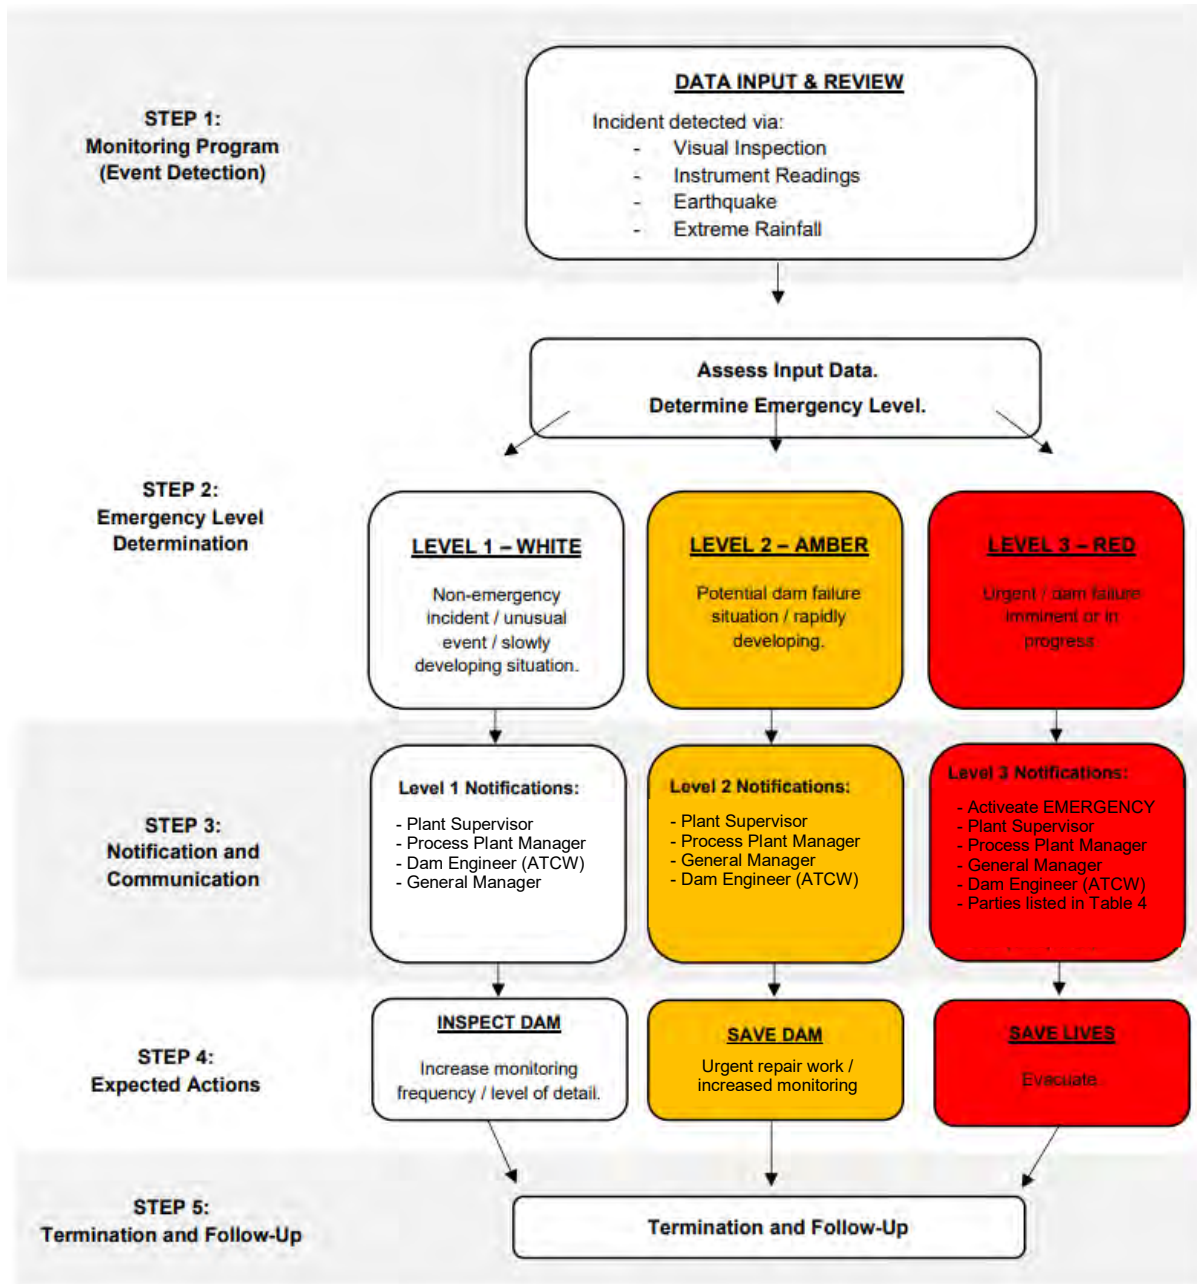 STEP 1:
Monitoring Program
(Event Detection)
DATA INPUT & REVIEW
Incident detected via:
- Visual Inspection
- Instrument Readings
- Earthquake
- Extreme Rainfall
Assess Input Data.
Determine Emergency Level.
STEP 2:
Emergency Level
Determination
LEVEL 1 – WHITE
Non-emergency
incident / unusual
event / slowly
developing situation.
LEVEL 2 – AMBER
Potential dam failure
situation / rapidly
developing.
LEVEL 3 – RED
Urgent / dam failure
imminent or in
progress
STEP 3:
Notification and
Communication
Level 1 Notifications:
- Plant Supervisor
- Process Plant Manager
- Dam Engineer (ATCW)
- General Manager
Level 2 Notifications:
- Plant Supervisor
- Process Plant Manager
- General Manager
- Dam Engineer (ATCW)
Level 3 Notifications:
- Activeate EMERGENCY
- Plant Supervisor
- Process Plant Manager
- General Manager
- Dam Engineer (ATCW)
- Parties listed in Table 4
STEP 4:
Expected Actions
INSPECT DAM
Increase monitoring
frequency / level of detail.
SAVE DAM
Urgent repair work /
increased monitoring
SAVE LIVES
Evacuate.
STEP 5:
Termination and Follow-Up
Termination and Follow-Up